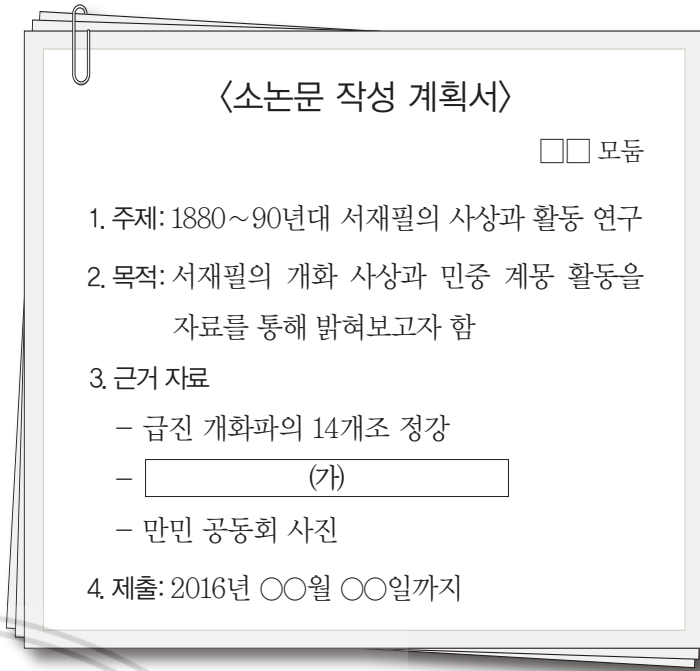 〈소논문 작성 계획서〉
□□ 모둠
1. 주제: 1880～90년대 서재필의 사상과 활동 연구
2. 목적: 서재필의 개화 사상과 민중 계몽 활동을
자료를 통해 밝혀보고자 함
3. 근거 자료
- 급진 개화파의 14개조 정강
- (가)
- 만민 공동회 사진
4. 제출: 2016년 ○○월 ○○일까지